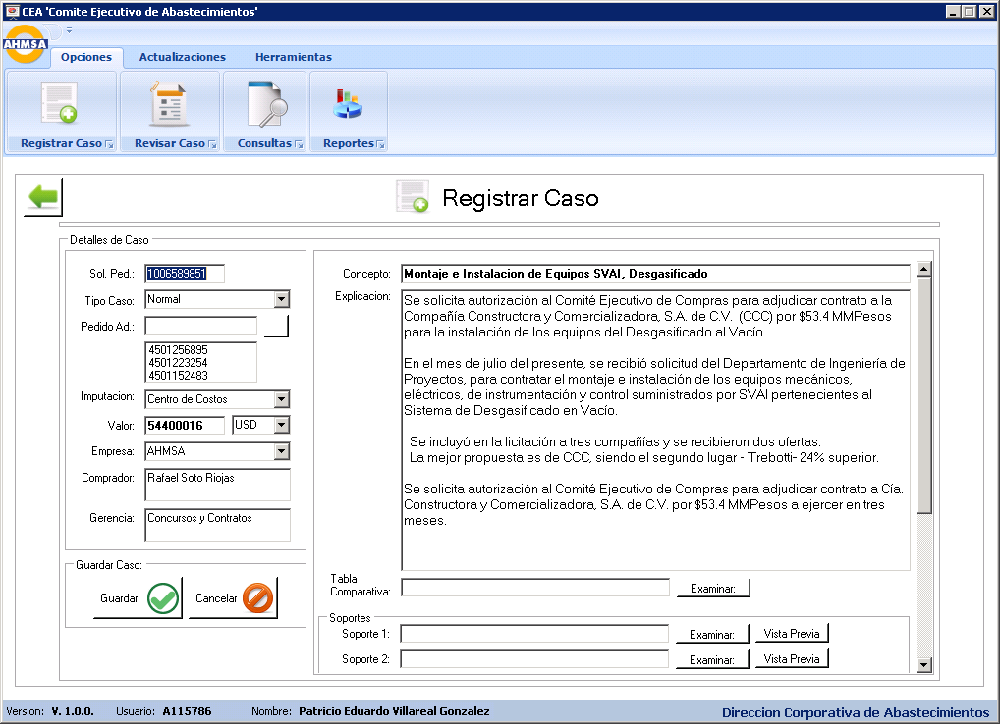 CEA 'Comite Ejecutivo de Abastecimientos'
AHMSA
Opciones Actualizaciones Herramientas
Registrar Caso Revisar Caso Consultas Reportes
Registrar Caso
Detalles de Caso
Sol. Ped.: 1006589851
Tipo Caso: Normal
Pedido Ad.:
4501256895
4501223254
4501152483
Imputacion: Centro de Costos
Valor: 54400016 USD
Empresa: AHMSA
Comprador: Rafael Soto Riojas
Gerencia: Concursos y Contratos
Guardar Caso:
Guardar Cancelar
Concepto: Montaje e Instalacion de Equipos SVAI, Desgasificado
Explicacion: Se solicita autorización al Comité Ejecutivo de Compras para adjudicar contrato a la
Compañía Constructora y Comercializadora, S.A. de C.V. (CCC) por $53.4 MMPesos
para la instalación de los equipos del Desgasificado al Vacío.
En el mes de julio del presente, se recibió solicitud del Departamento de Ingeniería de
Proyectos, para contratar el montaje e instalación de los equipos mecánicos,
eléctricos, de instrumentación y control suministrados por SVAI pertenecientes al
Sistema de Desgasificado en Vacío.
Se incluyó en la licitación a tres compañías y se recibieron dos ofertas.
La mejor propuesta es de CCC, siendo el segundo lugar - Trebotti- 24% superior.
Se solicita autorización al Comité Ejecutivo de Compras para adjudicar contrato a Cía.
Constructora y Comercializadora, S.A. de C.V. por $53.4 MMPesos a ejercer en tres
meses.
Tabla
Comparativa: Examinar:
Soportes
Soporte 1: Examinar: Vista Previa
Soporte 2: Examinar: Vista Previa
Version: V. 1.0.0. Usuario: A115786 Nombre: Patricio Eduardo Villareal Gonzalez Direccion Corporativa de Abastecimientos